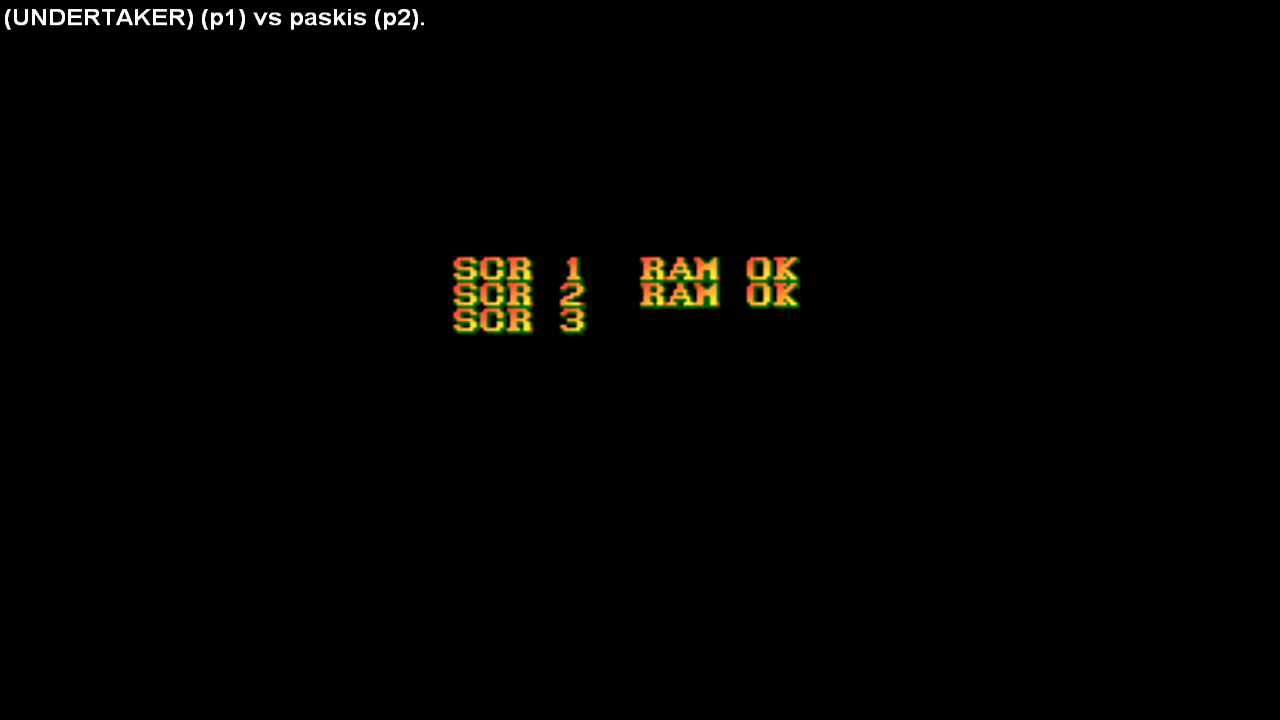 (UNDERTAKER) (p1) vs paskis (p2).
SCR 1 RAM OK
SCR 2 RAM OK
SCR 3